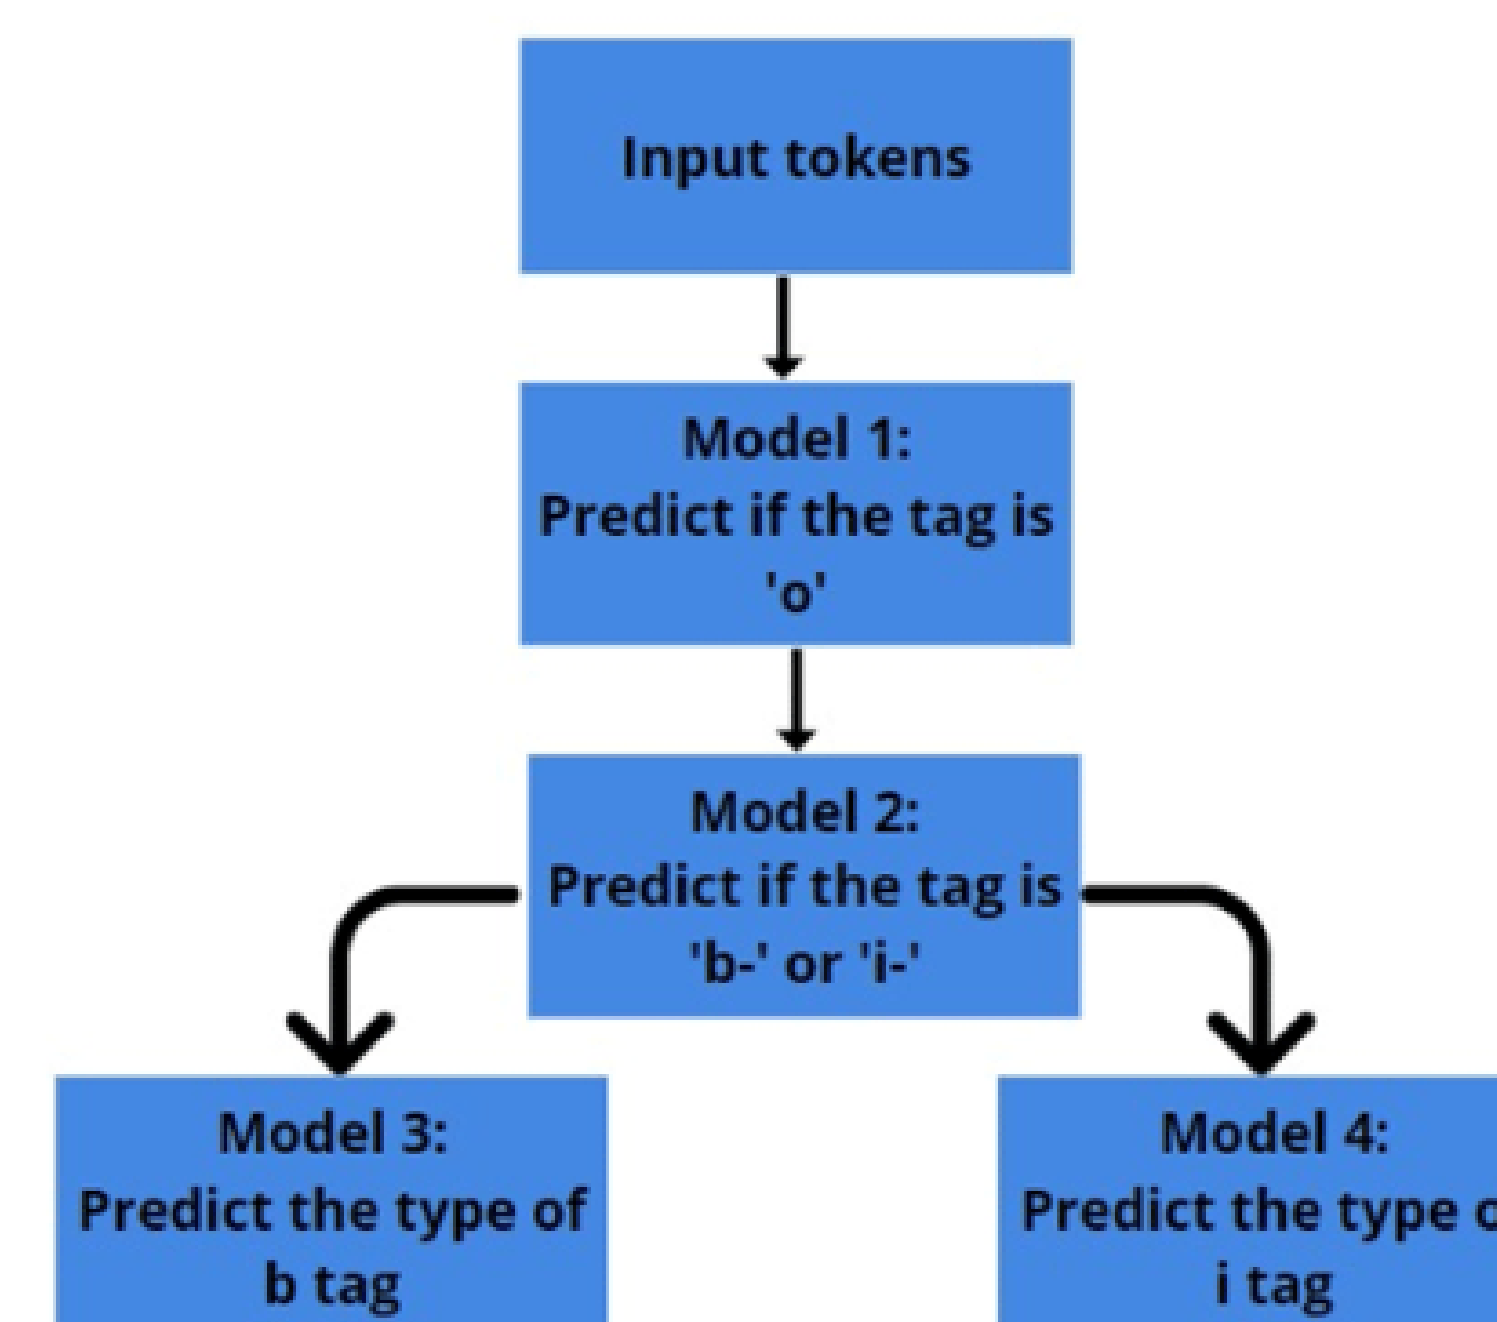 Input tokens
Model 1:
Predict if the tag is
'o'
Model 2:
Predict if the tag is
'b-' or 'i-'
Model 3:
Predict the type of
b tag
Model 4:
Predict the type
i tag